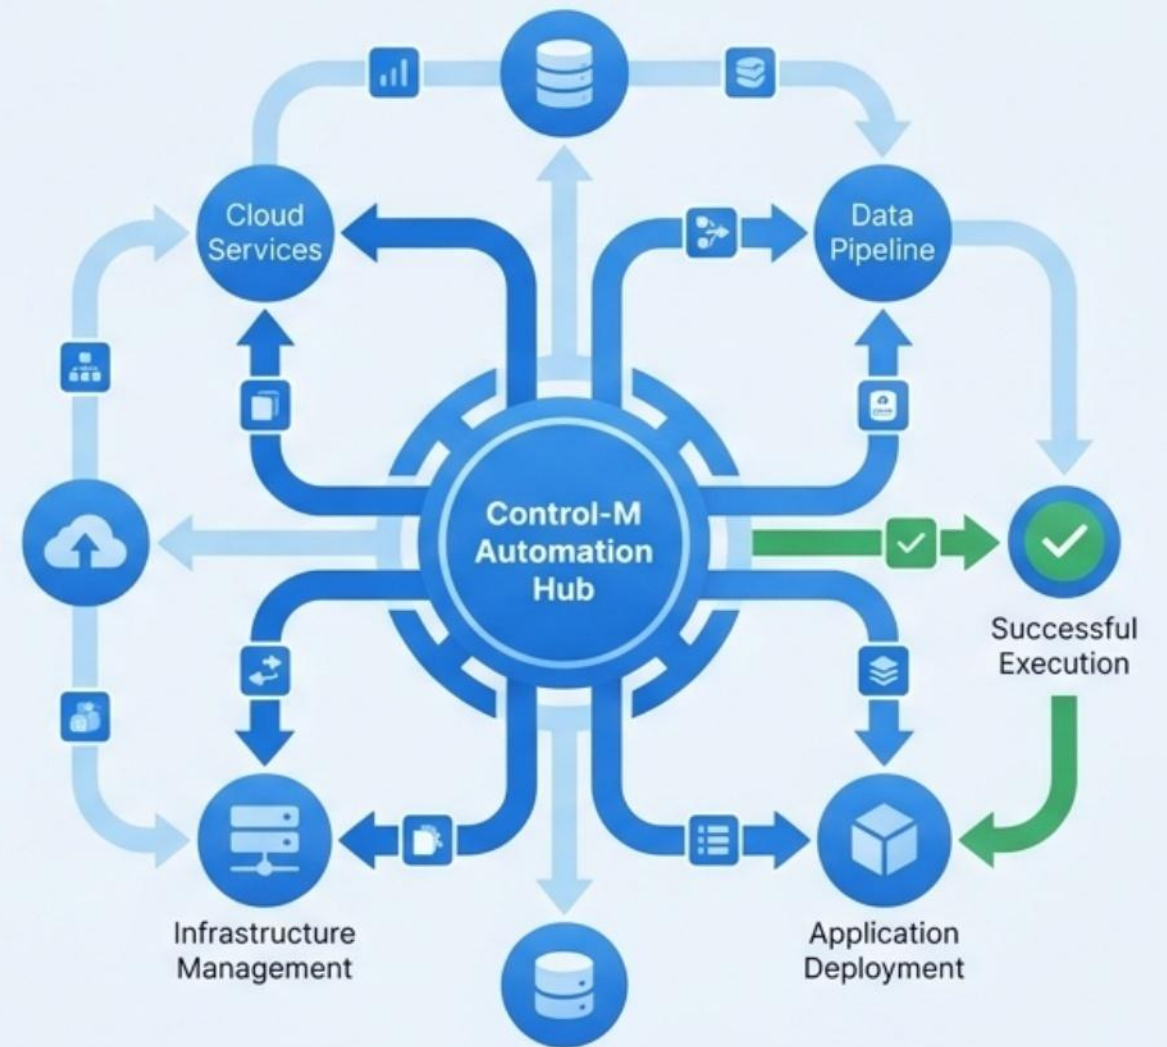 Cloud
Services
Data
Pipeline
Control-M
Automation
Hub
Successful
Execution
Infrastructure
Management
Application
Deployment